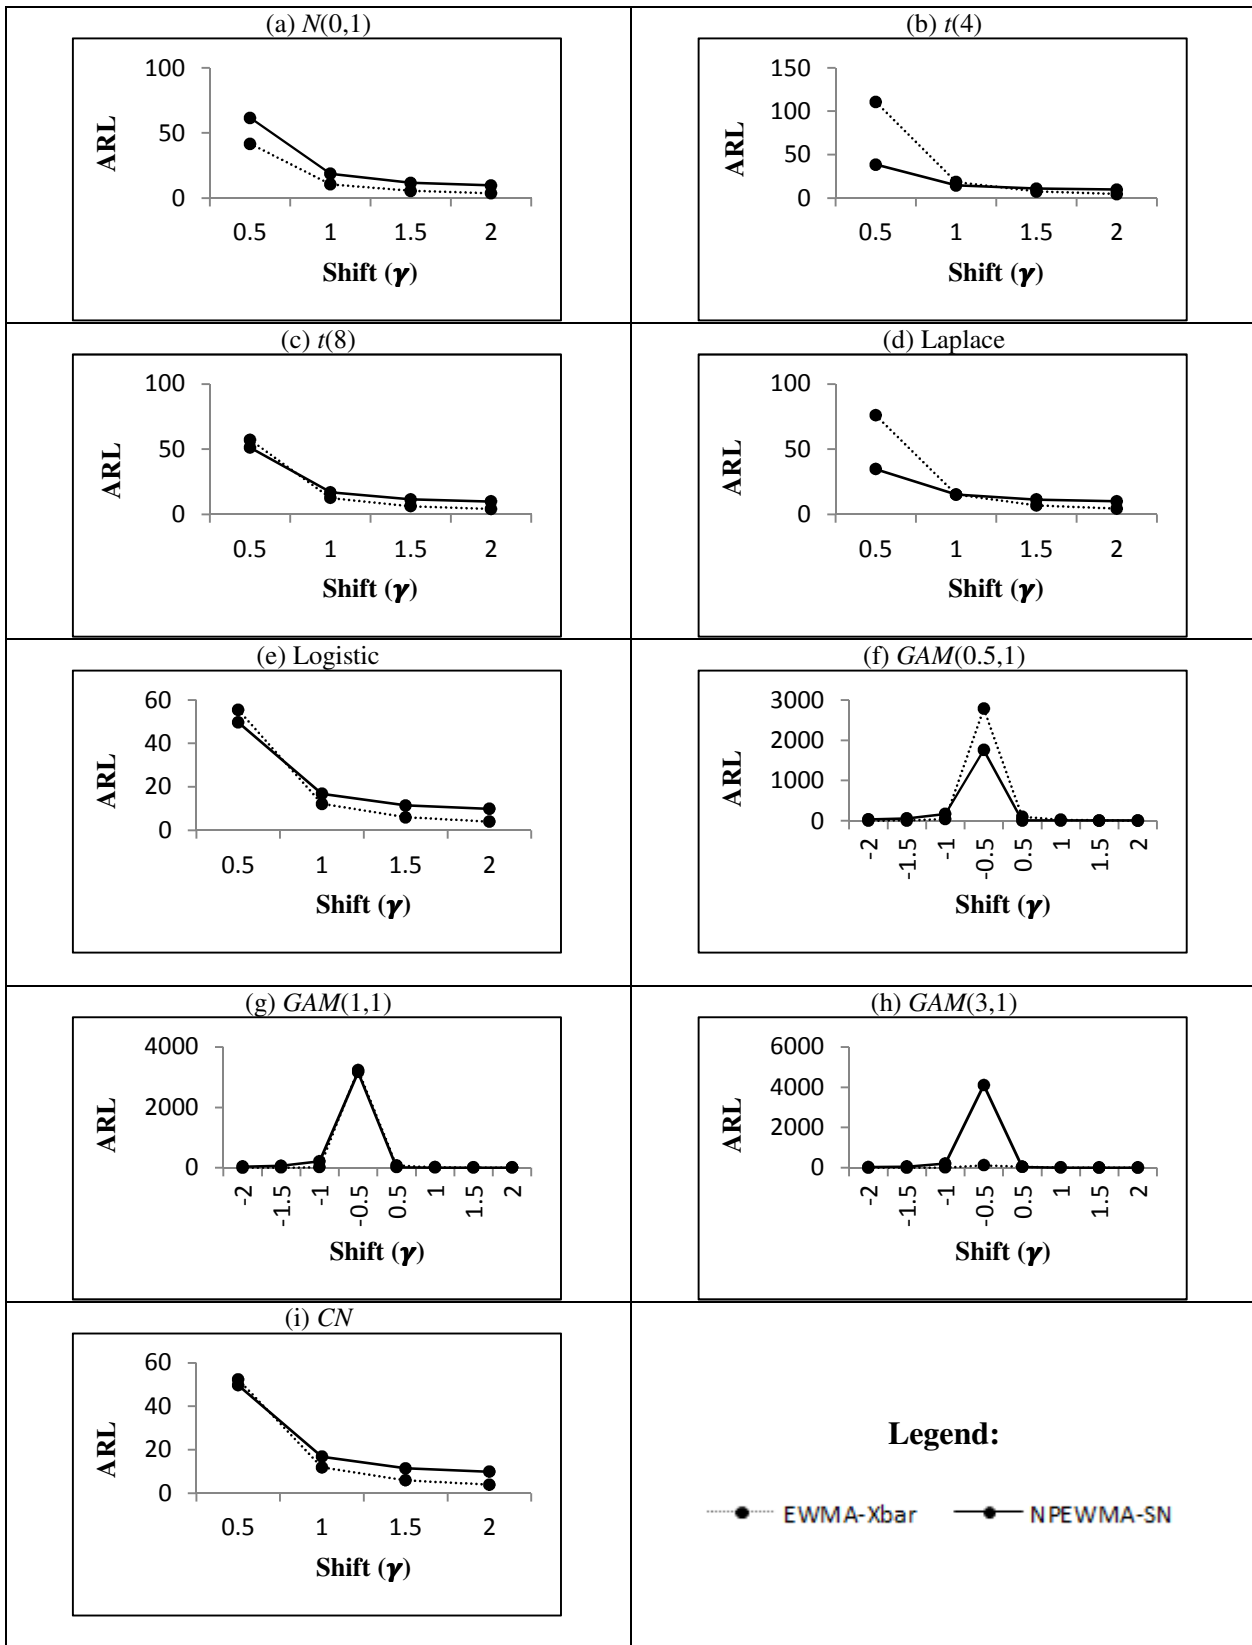 (a) N(0,1)
100
50
0
ARL
0.5 1 1.5 2
Shift (γ)
(b) t(4)
150
100
50
0
ARL
0.5 1 1.5 2
Shift (γ)
(c) t(8)
100
50
0
ARL
0.5 1 1.5 2
Shift (γ)
(d) Laplace
100
50
0
ARL
0.5 1 1.5 2
Shift (γ)
(e) Logistic
60
40
20
0
ARL
0.5 1 1.5 2
Shift (γ)
(f) GAM(0.5,1)
3000
2000
1000
0
ARL
-2 -1.5 -1 -0.5 0.5 1 1.5 2
Shift (γ)
(g) GAM(1,1)
4000
2000
0
ARL
-2 -1.5 -1 -0.5 0.5 1 1.5 2
Shift (γ)
(h) GAM(3,1)
6000
4000
2000
0
ARL
-2 -1.5 -1 -0.5 0.5 1 1.5 2
Shift (γ)
(i) CN
60
40
20
0
ARL
0.5 1 1.5 2
Shift (γ)
Legend:
EWMA-Xbar NPEWMA-SN